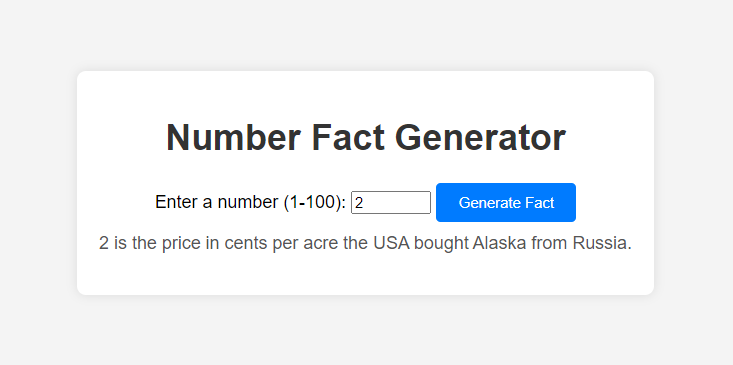 Number Fact Generator
Enter a number (1-100): 2 Generate Fact
2 is the price in cents per acre the USA bought Alaska from Russia.